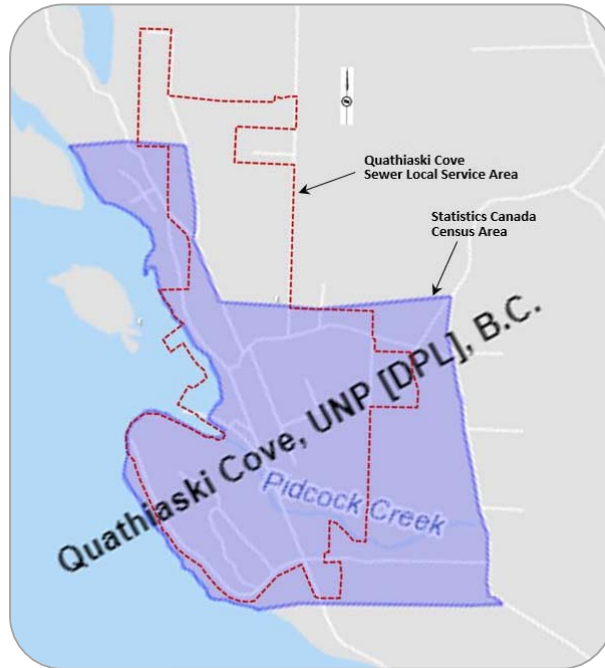 Quathiaski Cove
Sewer Local Service Area
Statistics Canada
Census Area
Quathiaski Cove, UNP [DPL], B.C.
Pidcock Creek